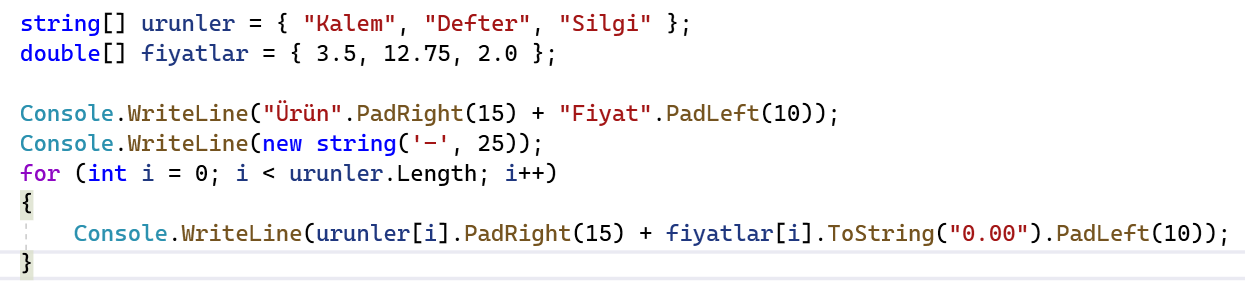 string[] urunler = { "Kalem", "Defter", "Silgi" };
double[] fiyatlar = { 3.5, 12.75, 2.0 };

Console.WriteLine("Ürün".PadRight(15) + "Fiyat".PadLeft(10));
Console.WriteLine(new string('-', 25));
for (int i = 0; i < urunler.Length; i++)
{
    Console.WriteLine(urunler[i].PadRight(15) + fiyatlar[i].ToString("0.00").PadLeft(10));
}